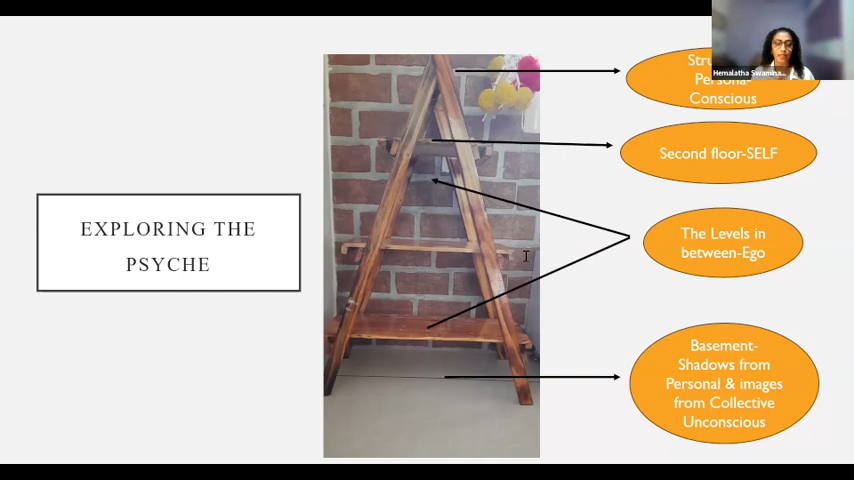 EXPLORING THE
PSYCHE
Conscious
Second floor-SELF
The Levels in
between-Ego
Basement-
Shadows from
Personal & images
from Collective
Unconscious
Hemalatha Swamina...